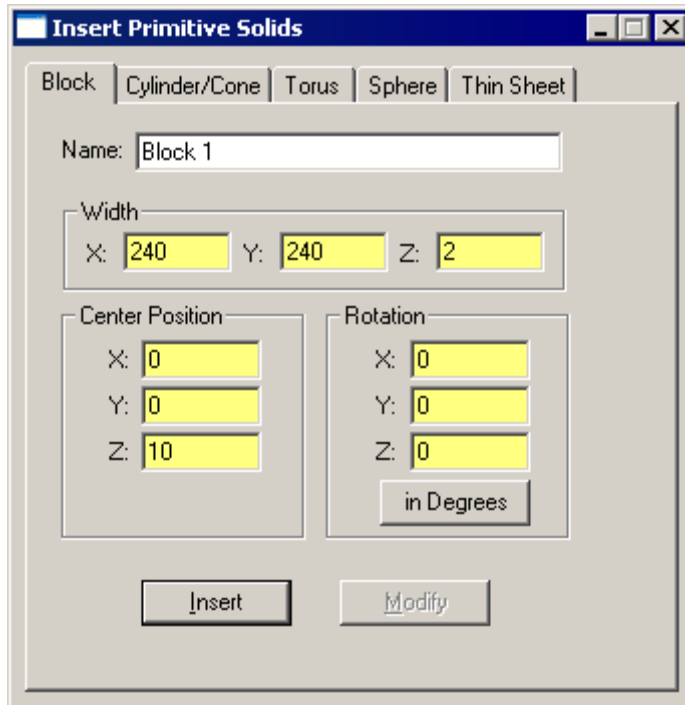 Insert Primitive Solids
Block Cylinder/Cone Torus Sphere Thin Sheet
Name: Block 1
Width
X: 240 Y: 240 Z: 2
Center Position
X: 0
Y: 0
Z: 10
Rotation
X: 0
Y: 0
Z: 0
in Degrees
Insert Modify